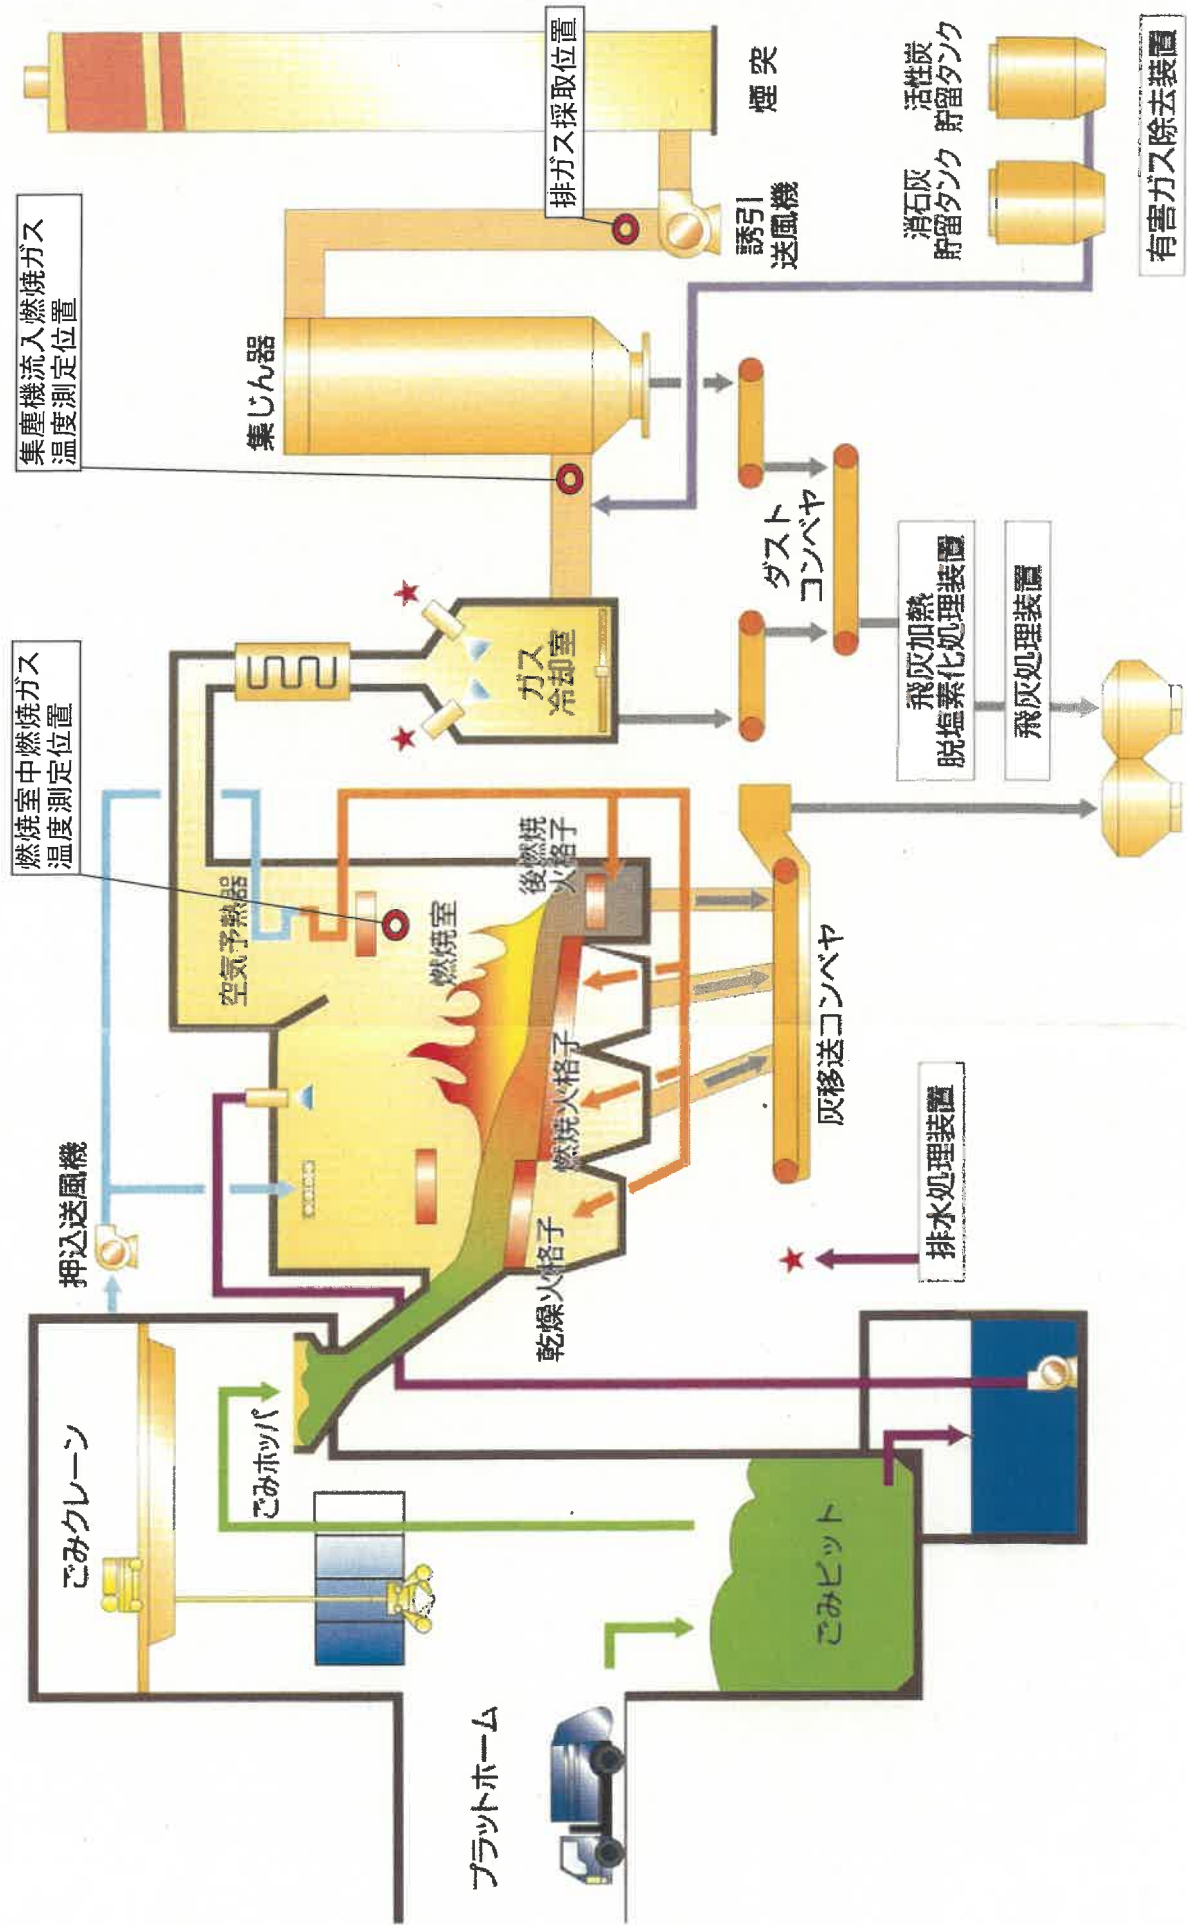 プラットホーム
ごみクレーン
ごみピット
ごみホッパ
押込送風機
乾燥火格子
燃焼火格子
後燃焼
火格子
燃焼室
空気予熱器
燃焼室中燃焼ガス
温度測定位置
灰移送コンベヤ
排水処理装置
ガス
冷却室
集塵機流入燃焼ガス
温度測定位置
集じん器
ダスト
コンベヤ
飛灰加熱
脱塩素化処理装置
飛灰処理装置
排ガス採取位置
誘引
送風機
煙突
消石灰
貯留タンク
活性炭
貯留タンク
有害ガス除去装置